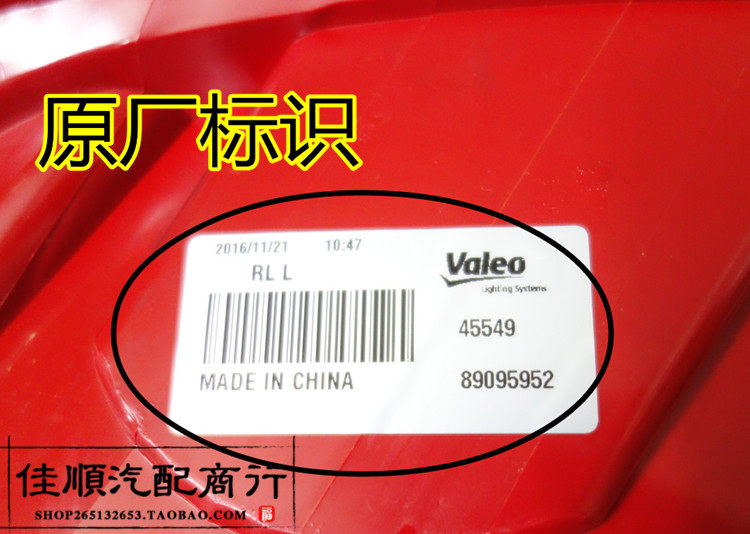 原厂标识
2016/11/21 10:47
RL L
Valeo
Lighting Systems
45549
MADE IN CHINA
89095952
佳順汽配商行
SHOP265132653.TAOBAO.COM
福